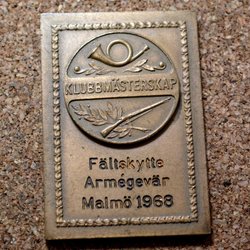 KLUBBMÄSTERSKAP
Fältskytte
Armégevär
Malmö 1968